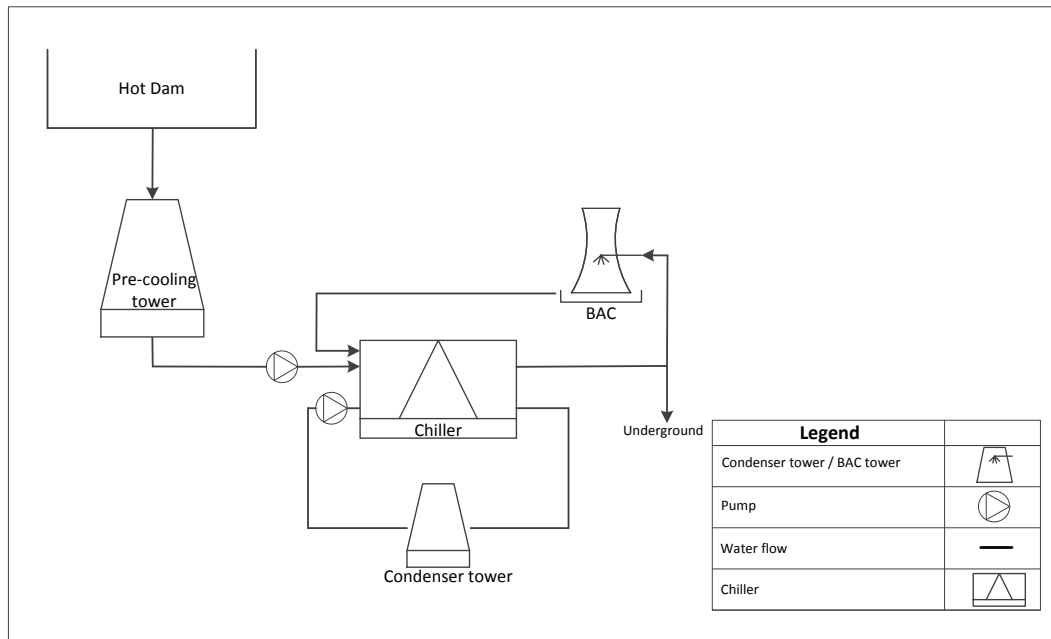 Hot Dam
Pre-cooling
tower
BAC
Chiller
Underground
Condenser tower
Legend
Condenser tower / BAC tower
Pump
Water flow
Chiller